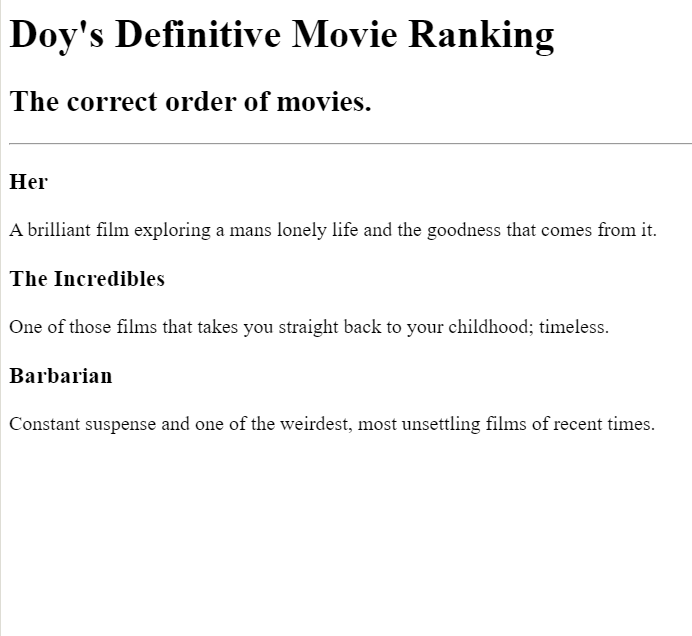 Doy's Definitive Movie Ranking
The correct order of movies.
Her
A brilliant film exploring a mans lonely life and the goodness that comes from it.
The Incredibles
One of those films that takes you straight back to your childhood; timeless.
Barbarian
Constant suspense and one of the weirdest, most unsettling films of recent times.